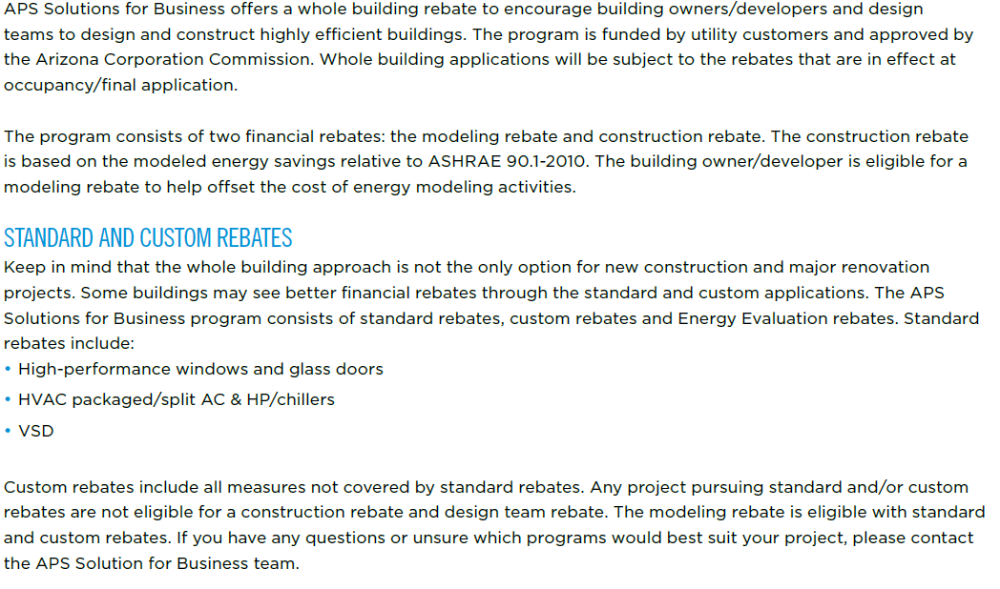 APS Solutions for Business offers a whole building rebate to encourage building owners/developers and design
teams to design and construct highly efficient buildings. The program is funded by utility customers and approved by
the Arizona Corporation Commission. Whole building applications will be subject to the rebates that are in effect at
occupancy/final application.
The program consists of two financial rebates: the modeling rebate and construction rebate. The construction rebate
is based on the modeled energy savings relative to ASHRAE 90.1-2010. The building owner/developer is eligible for a
modeling rebate to help offset the cost of energy modeling activities.
STANDARD AND CUSTOM REBATES
Keep in mind that the whole building approach is not the only option for new construction and major renovation
projects. Some buildings may see better financial rebates through the standard and custom applications. The APS
Solutions for Business program consists of standard rebates, custom rebates and Energy Evaluation rebates. Standard
rebates include:
• High-performance windows and glass doors
• HVAC packaged/split AC & HP/chillers
• VSD
Custom rebates include all measures not covered by standard rebates. Any project pursuing standard and/or custom
rebates are not eligible for a construction rebate and design team rebate. The modeling rebate is eligible with standard
and custom rebates. If you have any questions or unsure which programs would best suit your project, please contact
the APS Solution for Business team.